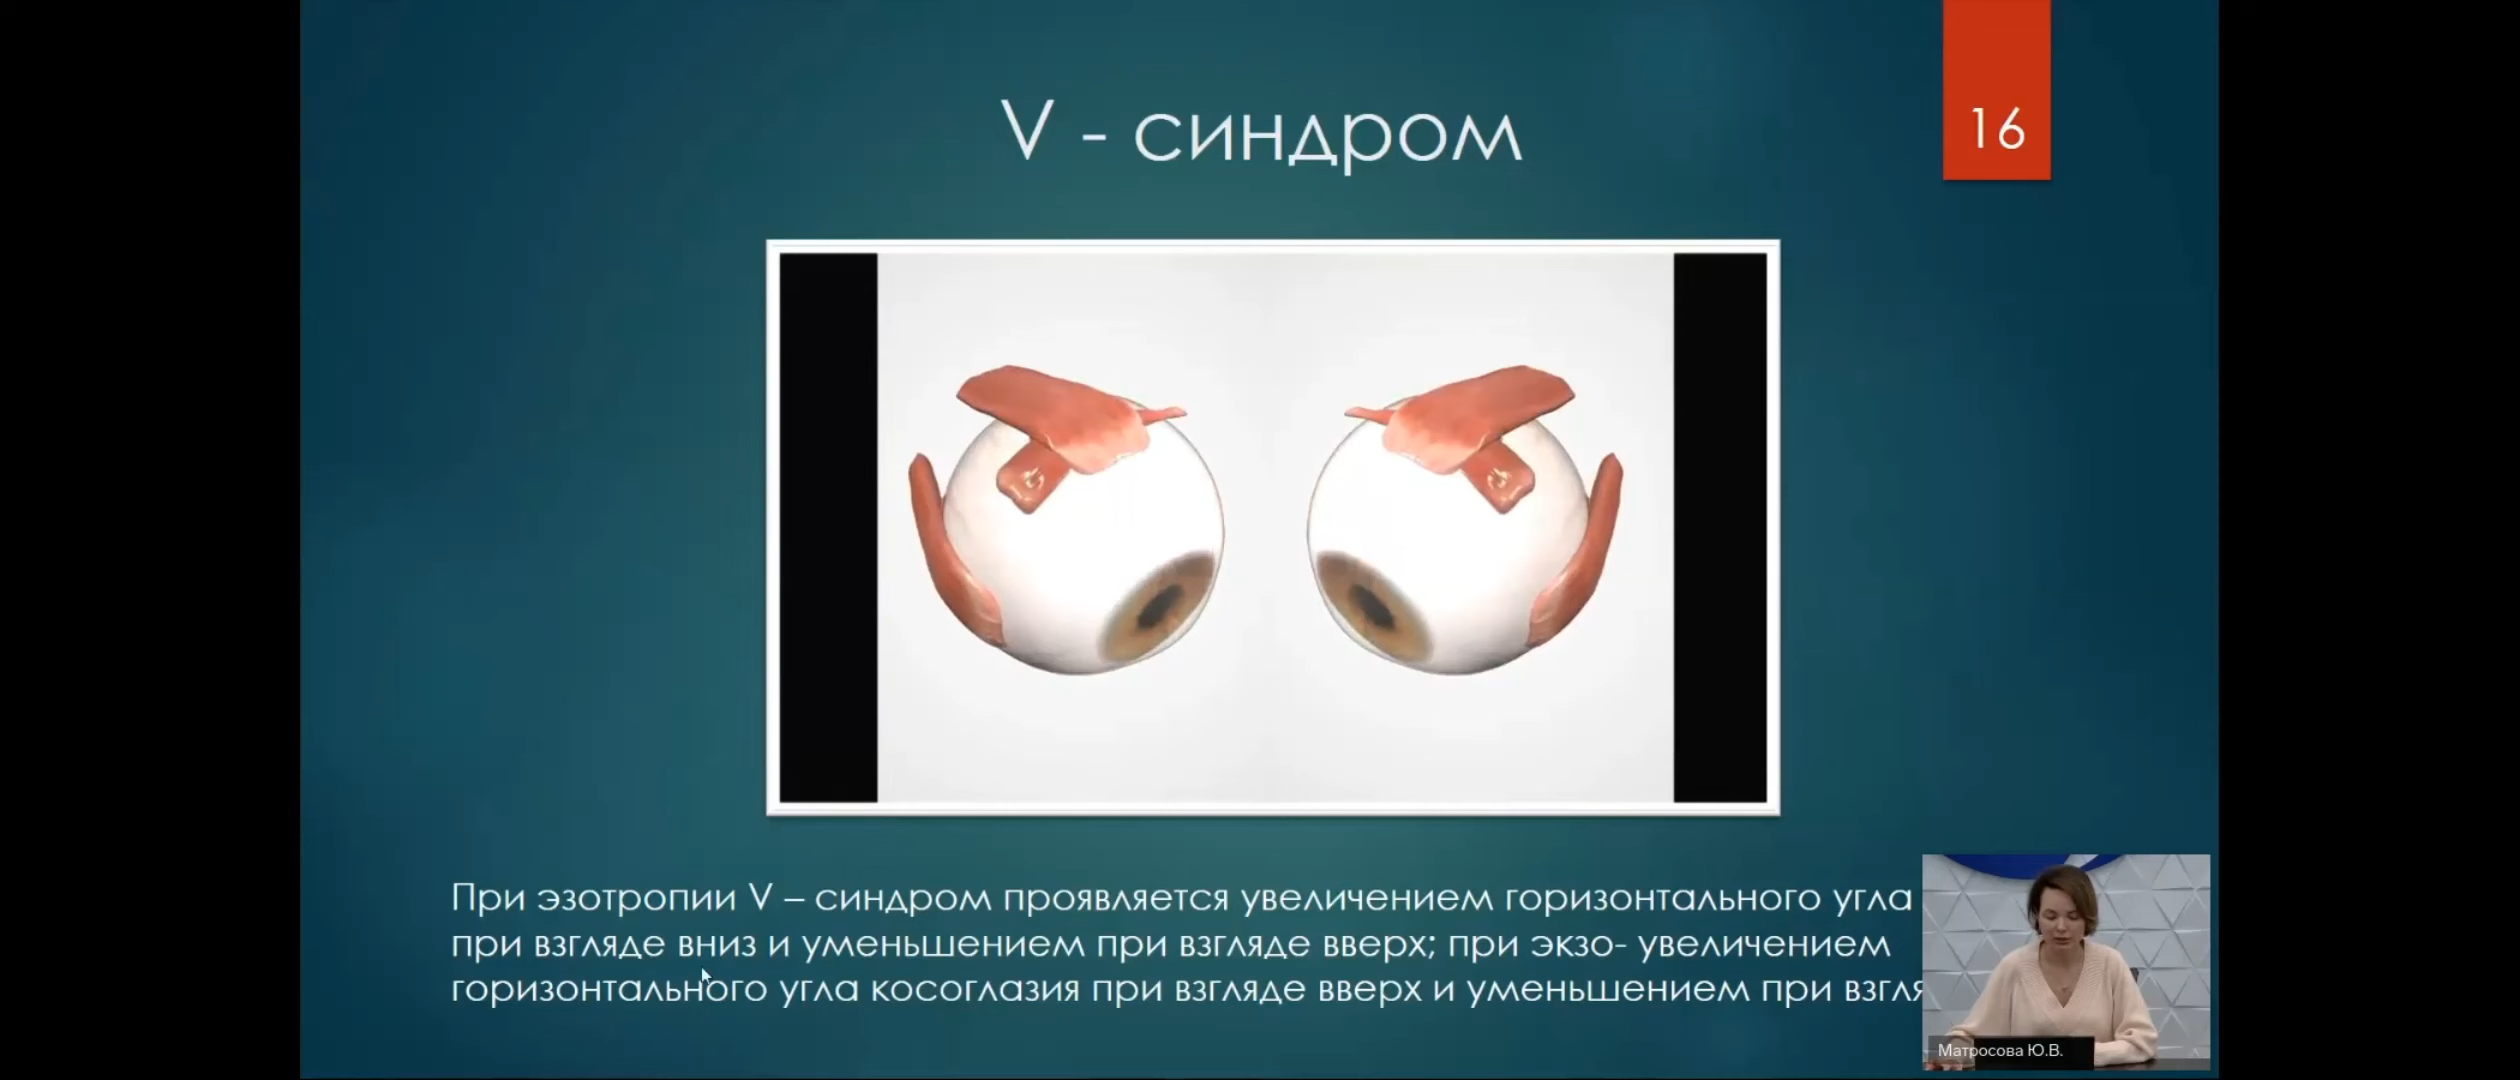 V - синдром
16
При эзотропии V – синдром проявляется увеличением горизонтального угла
при взгляде вниз и уменьшением при взгляде вверх; при экзо- увеличением
горизонтального угла косоглазия при взгляде вверх и уменьшением при
Матросова Ю.В.